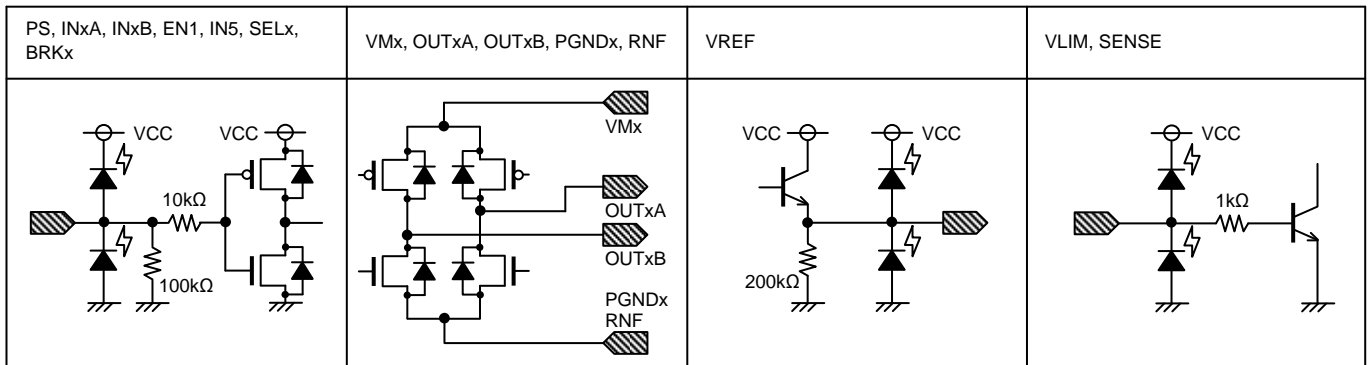 PS, INxA, INxB, EN1, IN5, SELx,
BRKx
VMx, OUTxA, OUTxB, PGNDx, RNF
VREF
VLIM, SENSE
VCC
VCC
10kΩ
100kΩ
VMx
OUTxA
OUTxB
PGNDx
RNF
VCC
VCC
200kΩ
VCC
1kΩ